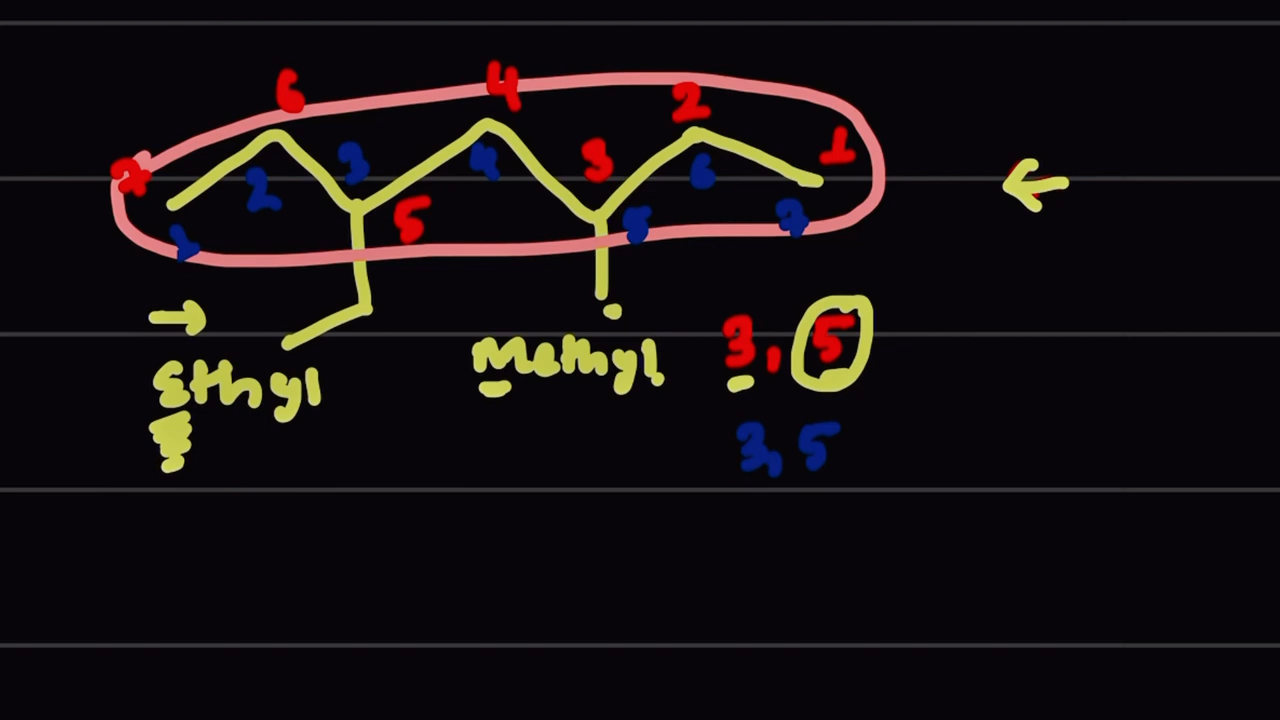 6 4 2 1
7 2 3 4 5 3 6
1 5 7
Ethyl Methyl 3, 5
3, 5